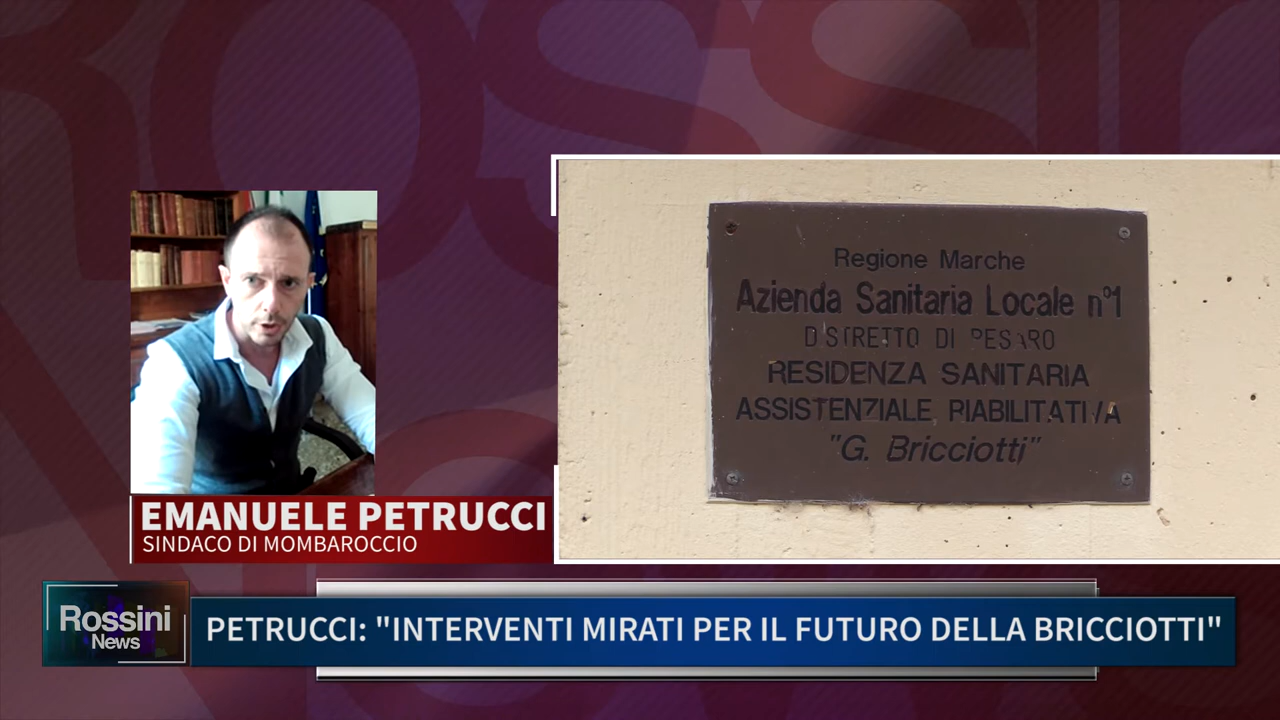 Regione Marche
Azienda Sanitaria Locale n°1
DISTRETTO DI PESARO
RESIDENZA SANITARIA
ASSISTENZIALE RIABILITATIVA
"G. Bricciotti"
EMANUELE PETRUCCI
SINDACO DI MOMBAROCCIO
Rossini
News
PETRUCCI: "INTERVENTI MIRATI PER IL FUTURO DELLA BRICCIOTTI"